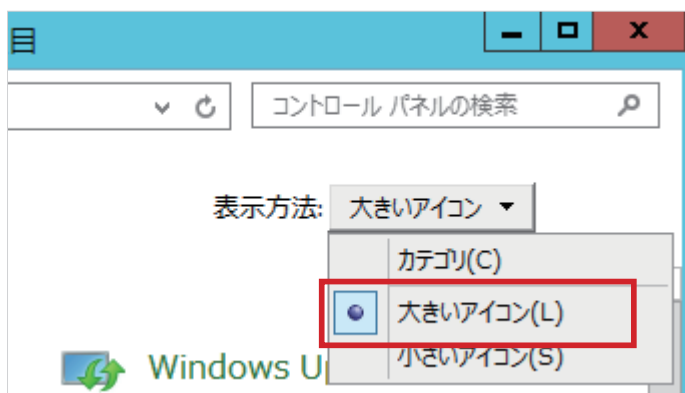 目
コントロール パネルの検索
表示方法: 大きいアイコン
カテゴリ(C)
大きいアイコン(L)
小さいアイコン(S)
Windows